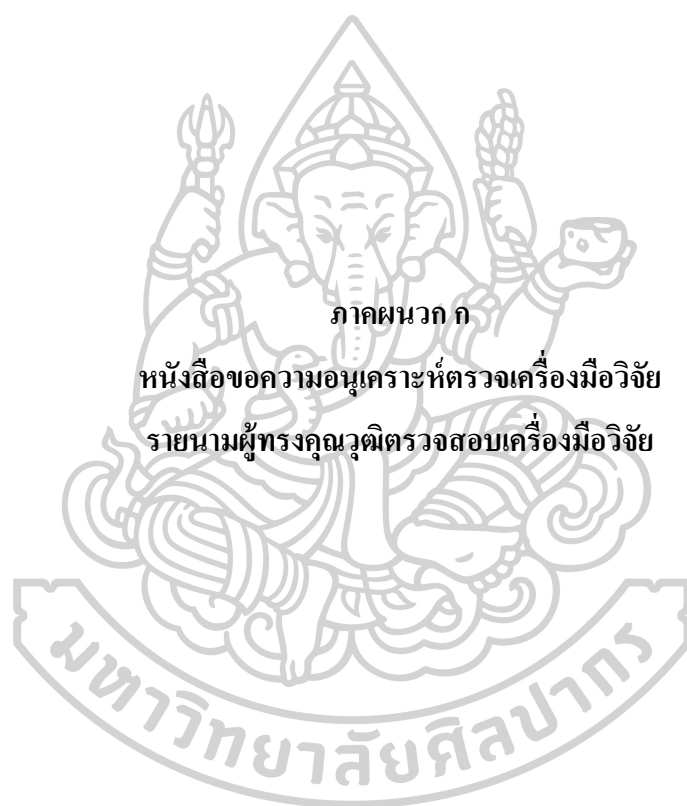 ภาคผนวก ก
หนังสือขอความอนุเคราะห์ตรวจเครื่องมือวิจัย
รายนามผู้ทรงคุณวุฒิตรวจสอบเครื่องมือวิจัย
มหาวิทยาลัยศิลปากร